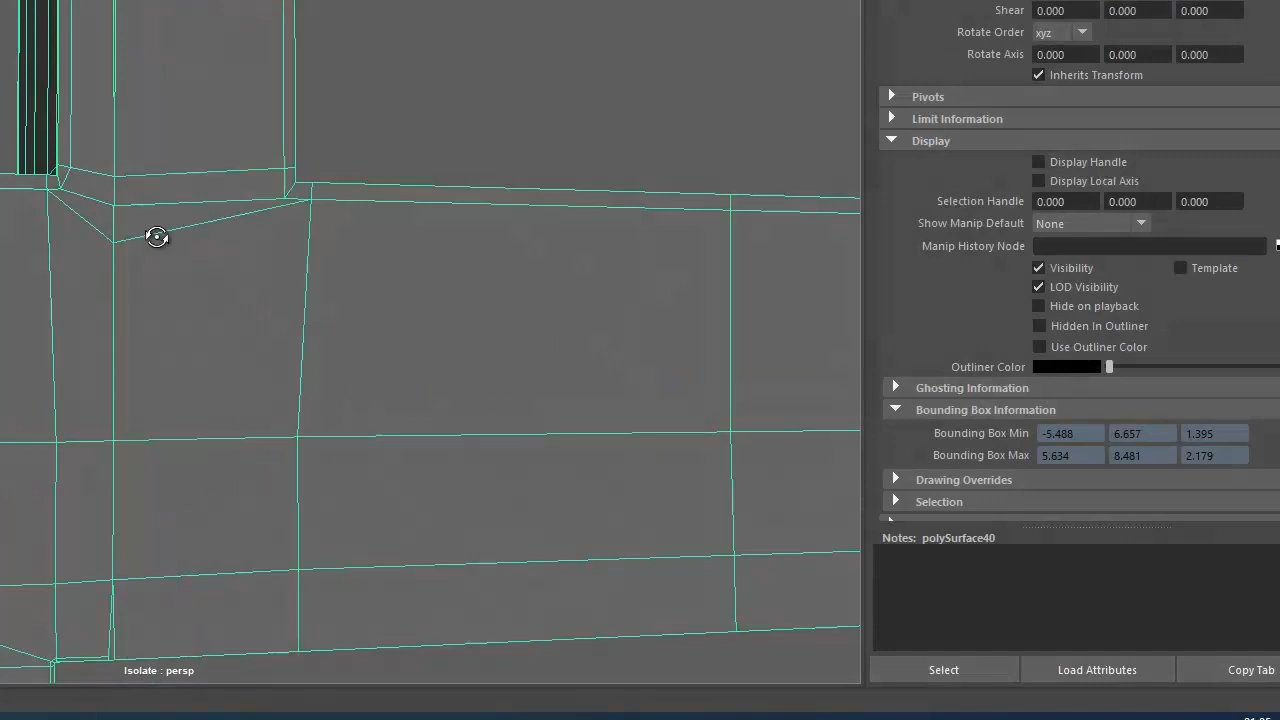 Shear 0.000 0.000 0.000
Rotate Order xyz
Rotate Axis 0.000 0.000 0.000
Inherits Transform
Pivots
Limit Information
Display
Display Handle
Display Local Axis
Selection Handle 0.000 0.000 0.000
Show Manip Default None
Manip History Node
Visibility Template
LOD Visibility
Hide on playback
Hidden In Outliner
Use Outliner Color
Outliner Color
Ghosting Information
Bounding Box Information
Bounding Box Min -5.488 6.657 1.395
Bounding Box Max 5.634 8.481 2.179
Drawing Overrides
Selection
Notes: polySurface40
Isolate : persp
Select Load Attributes Copy Tab